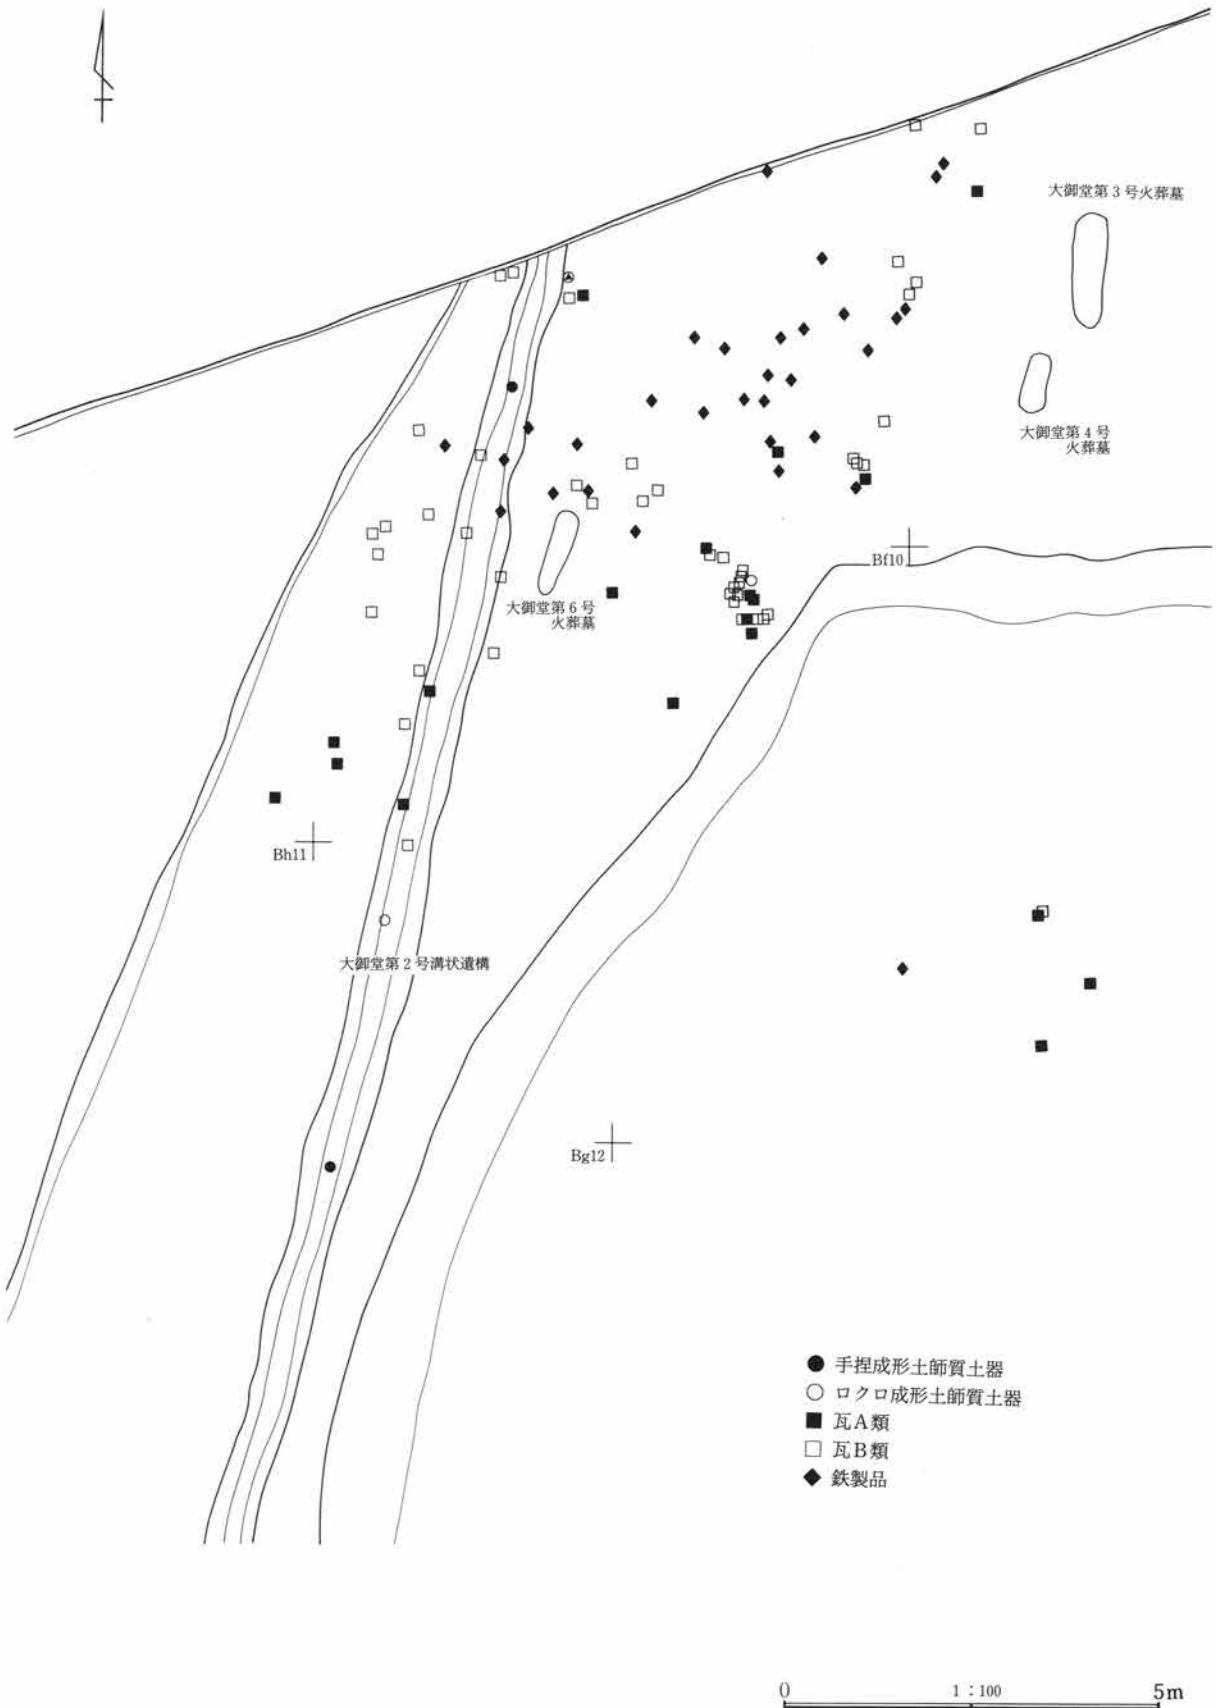 大御堂第３号火葬墓
大御堂第４号
火葬墓
Bf10
大御堂第６号
火葬墓
Bh11
大御堂第２号溝状遺構
Bg12
手捏成形土師質土器
ロクロ成形土師質土器
瓦A類
瓦B類
鉄製品
0 1：100 5m